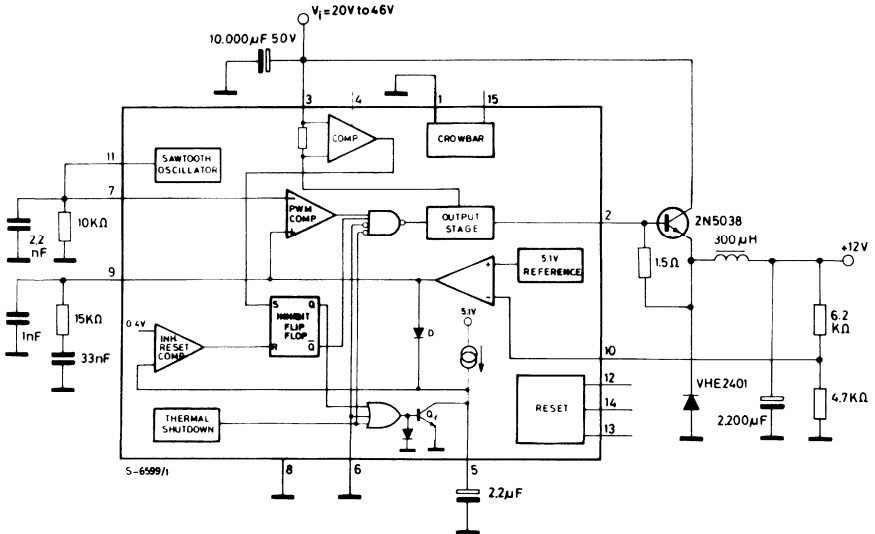 Vi = 20V to 46V
10.000µF 50V
3
4
1
15
COMP
CROWBAR
11
SAWTOOTH
OSCILLATOR
7
PWM
COMP
OUTPUT
STAGE
2
2N5038
300µH
+12V
2,2
nF
10KΩ
1.5Ω
5.1V
REFERENCE
9
+
-
1nF
15KΩ
33nF
0.4V
INH.
RESET
COMP
S
Q
INHIBIT
FLIP
FLOP
R
Q̅
D
5.1V
6.2
KΩ
10
12
VHE2401
RESET
14
13
2,200µF
4.7KΩ
THERMAL
SHUTDOWN
Qr
S-6599/1
8
6
5
2.2µF